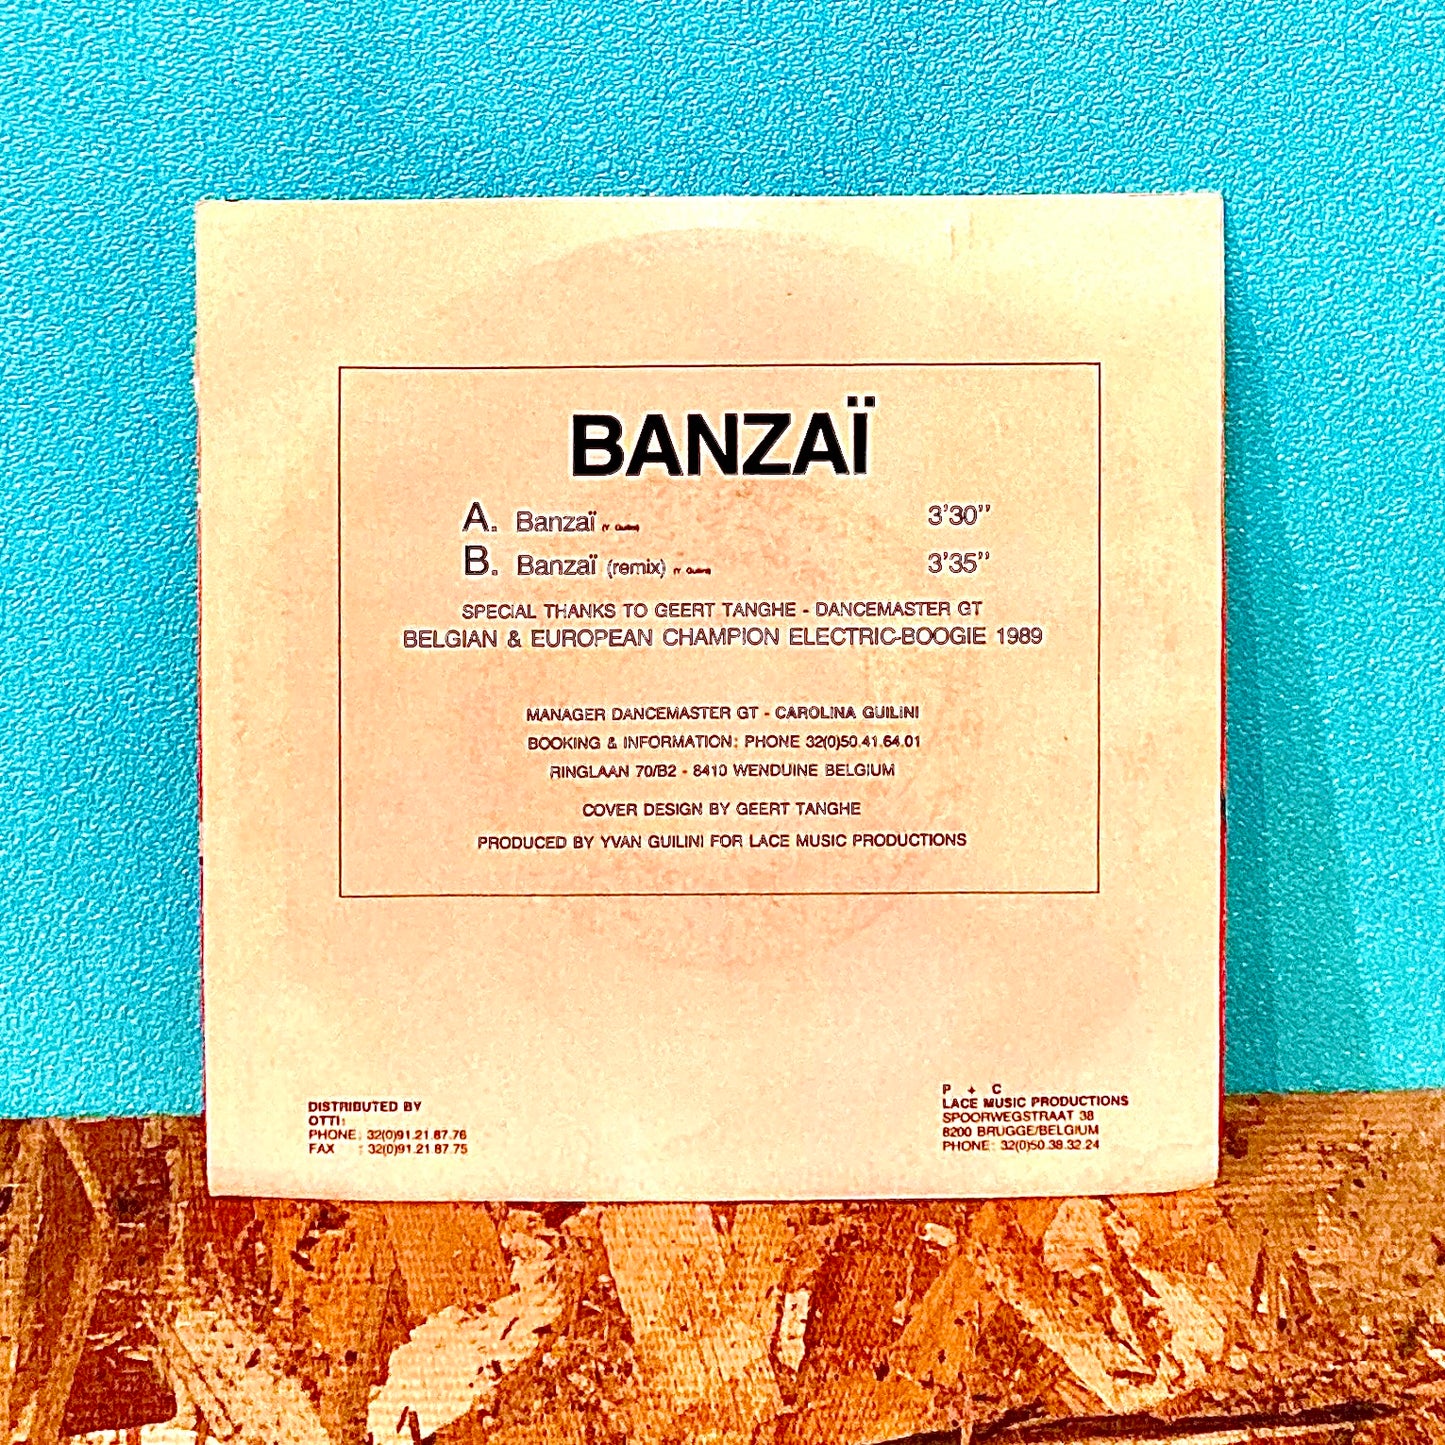 BANZAÏ
A. Banzaï (Y. Guilini) 3'30''
B. Banzaï (remix) (Y. Guilini) 3'35''
SPECIAL THANKS TO GEERT TANGHE - DANCEMASTER GT
BELGIAN & EUROPEAN CHAMPION ELECTRIC-BOOGIE 1989
MANAGER DANCEMASTER GT - CAROLINA GUILINI
BOOKING & INFORMATION: PHONE 32(0)50.41.64.01
RINGLAAN 70/B2 - 8410 WENDUINE BELGIUM
COVER DESIGN BY GEERT TANGHE
PRODUCED BY YVAN GUILINI FOR LACE MUSIC PRODUCTIONS
DISTRIBUTED BY
OTTI:
PHONE: 32(0)91.21.87.76
FAX : 32(0)91.21.87.75
P + C
LACE MUSIC PRODUCTIONS
SPOORWEGSTRAAT 38
8200 BRUGGE/BELGIUM
PHONE: 32(0)50.38.32.24